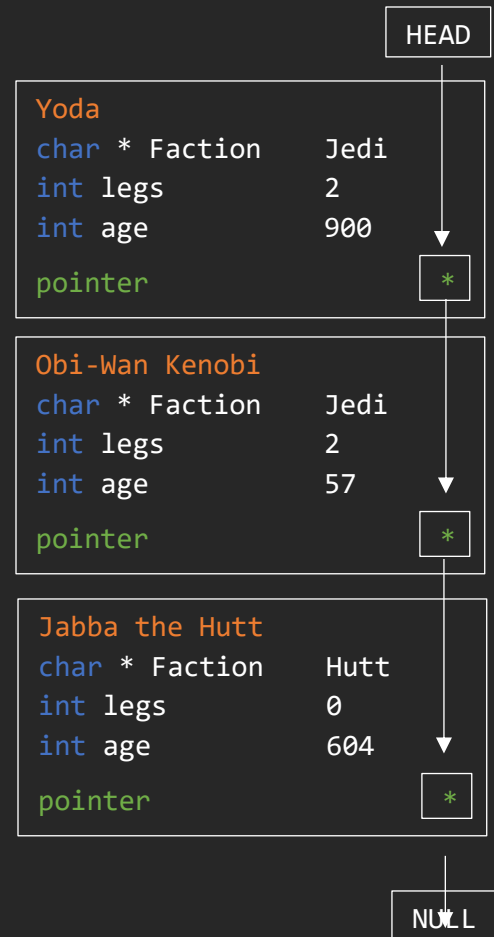 HEAD
Yoda
char * Faction Jedi
int legs 2
int age 900
pointer *
Obi-Wan Kenobi
char * Faction Jedi
int legs 2
int age 57
pointer *
Jabba the Hutt
char * Faction Hutt
int legs 0
int age 604
pointer *
NULL